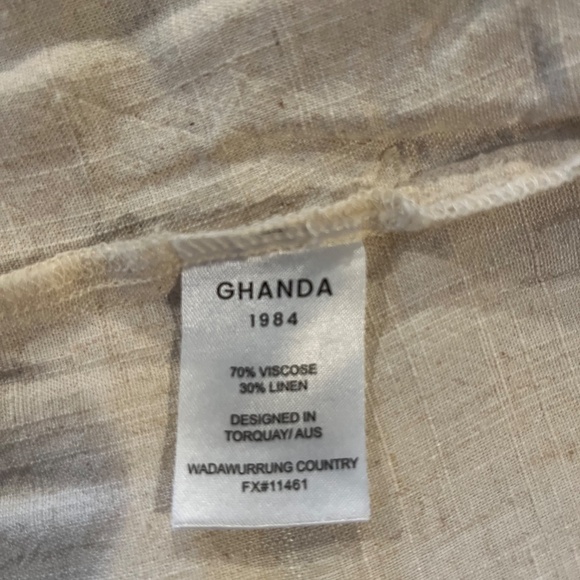 GHANDA
1984
70% VISCOSE
30% LINEN
DESIGNED IN
TORQUAY/ AUS
WADAWURRUNG COUNTRY
FX#11461